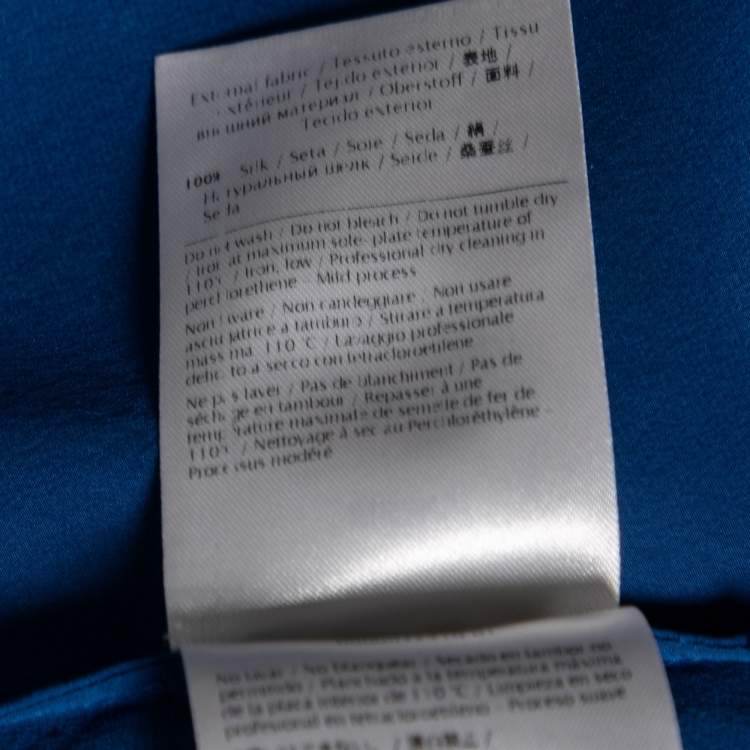 External fabric / Tessuto esterno / Tissu
extérieur / Tejido exterior / 表地 /
внешний материал / Oberstoff / 面料 /
Tecido exterior
100% Silk / Seta / Soie / Seda / 絹 /
Натуральный шелк / Seide / 桑蚕丝 /
Seda
Do not wash / Do not bleach / Do not tumble dry
/ Iron at maximum sole-plate temperature of
110°C / Iron, low / Professional dry cleaning in
perchlorethene - Mild process
Non lavare / Non candeggiare / Non usare
asciugatrice a tamburo / Stirare a temperatura
massima 110°C / Lavaggio professionale
delicato a secco con tetracloroetilene
Ne pas laver / Pas de blanchiment / Pas de
séchage en tambour / Repasser à une
température maximale de semelle de fer de
110°C / Nettoyage à sec au Perchloréthylène -
Processus modéré
No lavar / No blanquear / Secado en tambor no
permitido / Planchado a la temperatura máxima
de la placa inferior de 110°C / Limpieza en seco
profesional en tetracloroetileno - Proceso suave